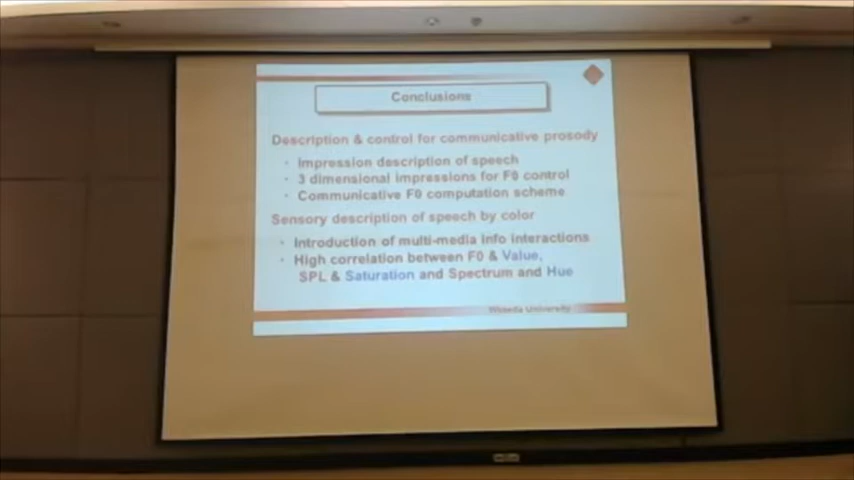 Conclusions
Description & control for communicative prosody
· Impression description of speech
· 3 dimensional impressions for F0 control
· Communicative F0 computation scheme
Sensory description of speech by color
· Introduction of multi-media info interactions
· High correlation between F0 & Value,
SPL & Saturation and Spectrum and Hue
Waseda University